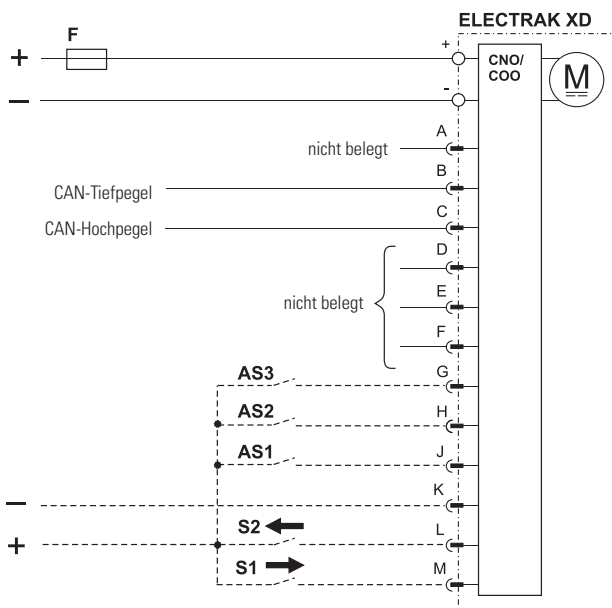 ELECTRAK XD
F
+
+
CNO/
COO
M
−
-
A
nicht belegt
B
CAN-Tiefpegel
C
CAN-Hochpegel
D
E
nicht belegt
F
AS3
G
AS2
H
AS1
J
K
−
S2
L
+
S1
M